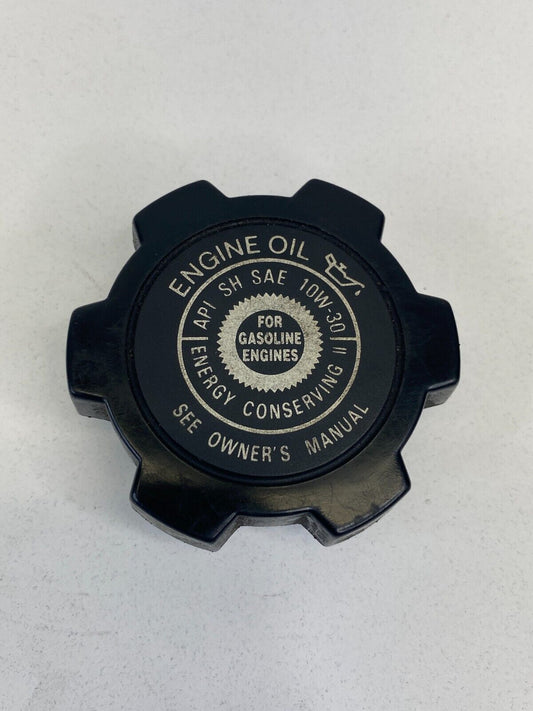 ENGINE OIL
API SH SAE 10W-30
ENERGY CONSERVING II
FOR
GASOLINE
ENGINES
SEE OWNER'S MANUAL